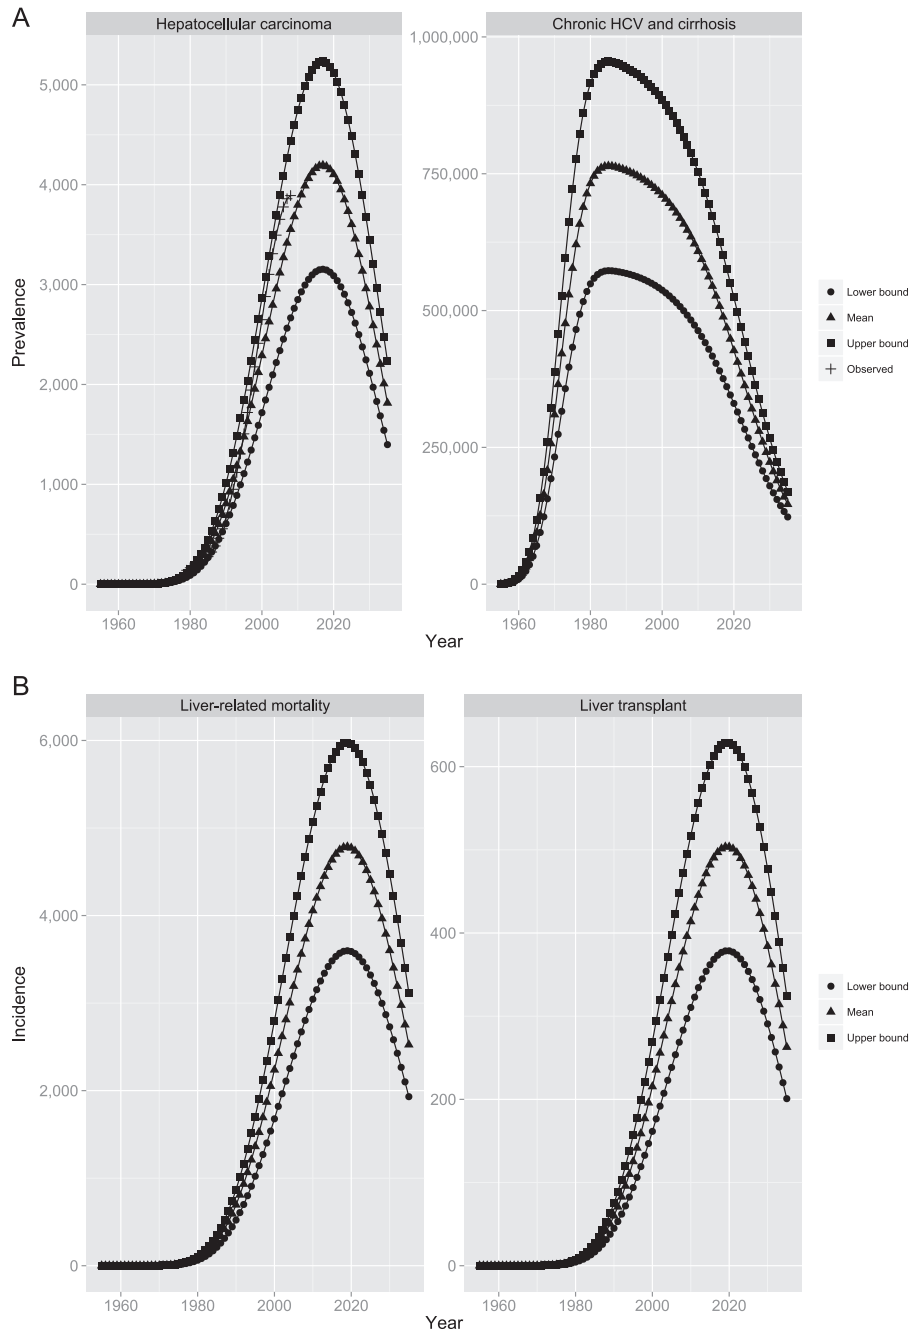 A
Hepatocellular carcinoma
Chronic HCV and cirrhosis
Prevalence
5,000
4,000
3,000
2,000
1,000
0
1960
1980
2000
2020
1,000,000
750,000
500,000
250,000
0
1960
1980
2000
2020
Year
Lower bound
Mean
Upper bound
Observed
B
Liver-related mortality
Liver transplant
Incidence
6,000
4,000
2,000
0
1960
1980
2000
2020
600
400
200
0
1960
1980
2000
2020
Year
Lower bound
Mean
Upper bound